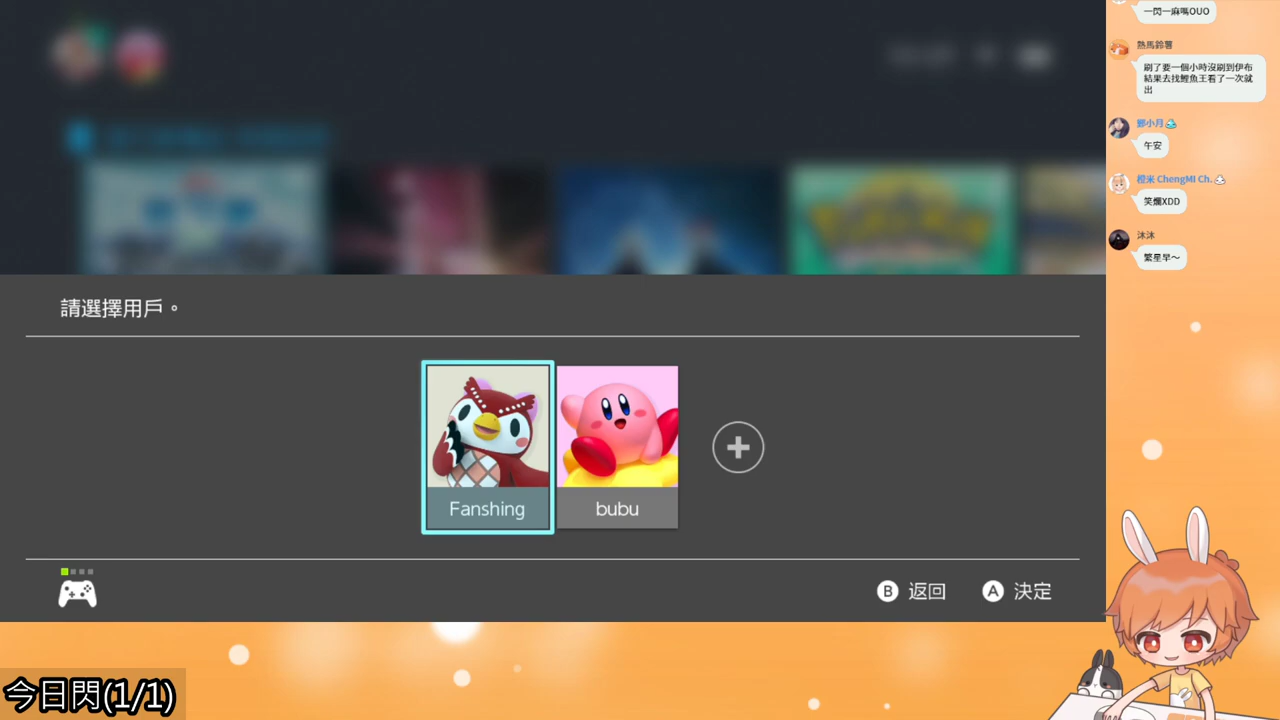 請選擇用戶。
Fanshing
bubu
B 返回
A 決定
今日閃(1/1)
一閃一麻嗎OUO
熱馬鈴薯
刷了要一個小時沒刷到伊布
結果去找鯉魚王看了一次就
出
鄧小月
午安
橙米 ChengMI Ch.
笑爛XDD
沐沐
繁星早～